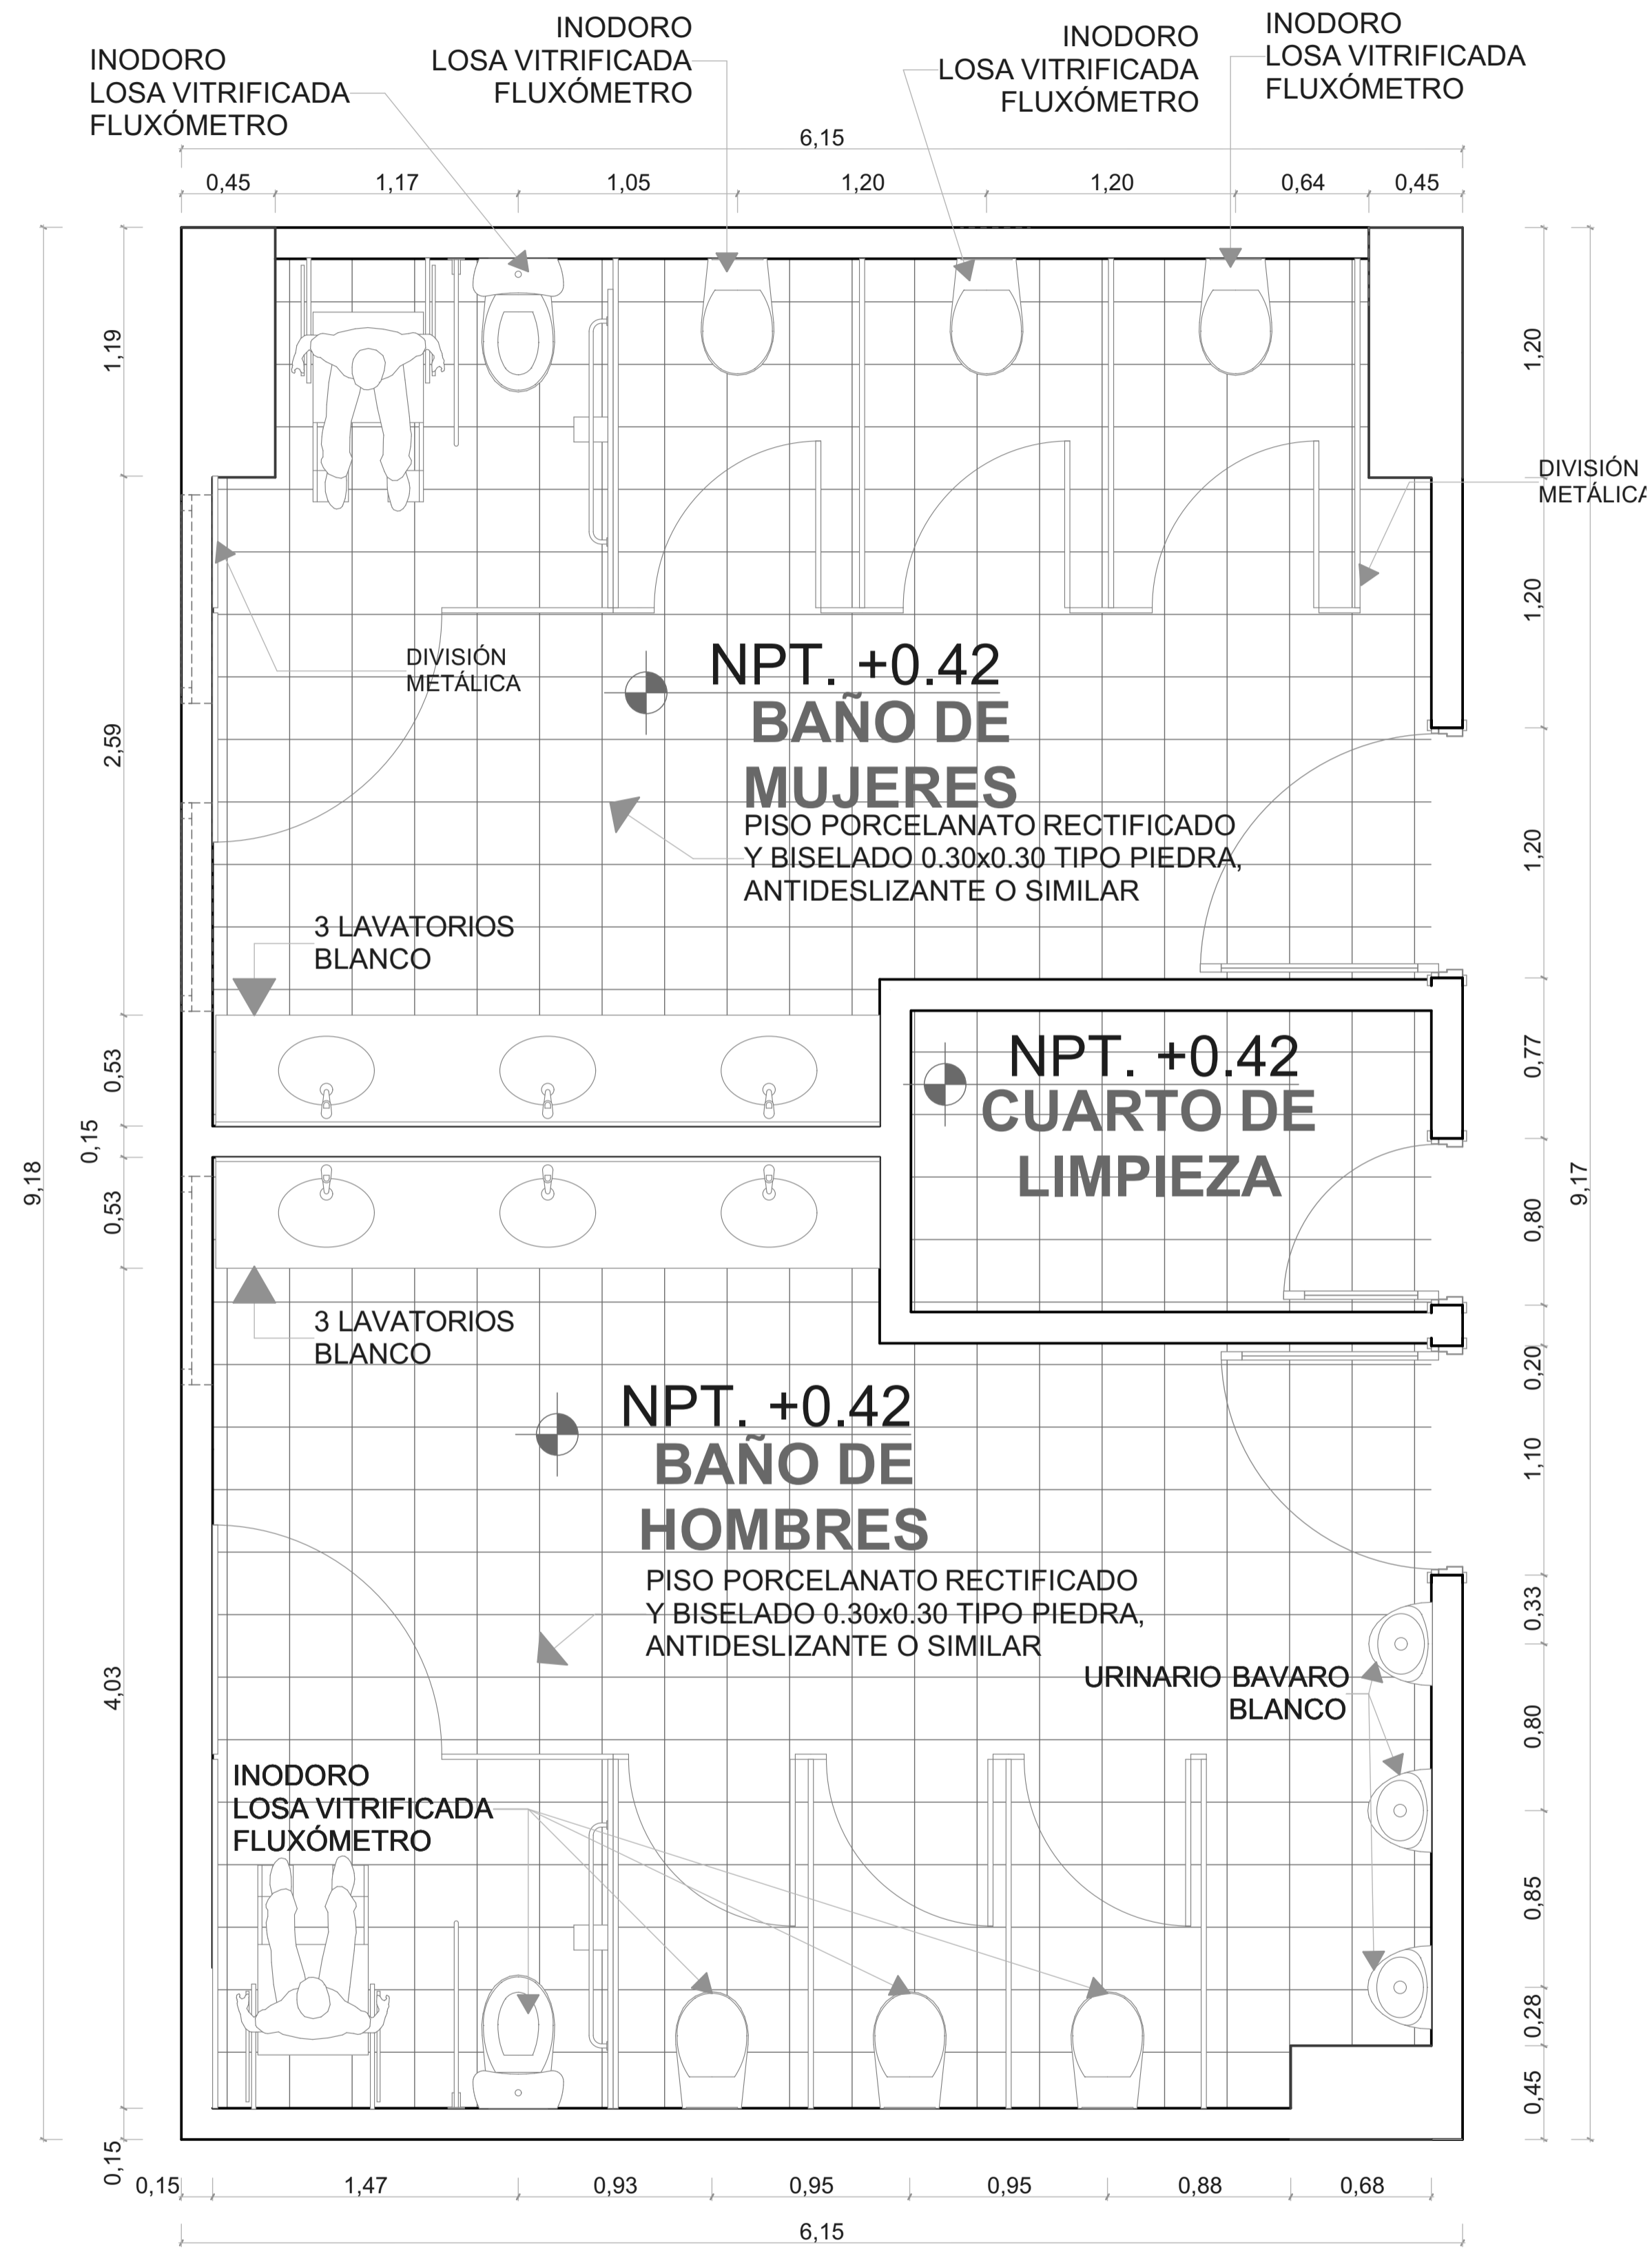 INODORO
LOSA VITRIFICADA
FLUXÓMETRO
INODORO
LOSA VITRIFICADA
FLUXÓMETRO
INODORO
LOSA VITRIFICADA
FLUXÓMETRO
INODORO
LOSA VITRIFICADA
FLUXÓMETRO
6,15
0,45
1,17
1,05
1,20
1,20
0,64
0,45
1,19
2,59
0,53
0,15
0,53
9,18
4,03
0,15
1,20
1,20
1,20
0,77
0,80
9,17
0,20
1,10
0,33
0,80
0,85
0,28
0,45
DIVISIÓN
METÁLICA
DIVISIÓN
METÁLICA
NPT. +0.42
BAÑO DE
MUJERES
PISO PORCELANATO RECTIFICADO
Y BISELADO 0.30x0.30 TIPO PIEDRA,
ANTIDESLIZANTE O SIMILAR
3 LAVATORIOS
BLANCO
NPT. +0.42
CUARTO DE
LIMPIEZA
3 LAVATORIOS
BLANCO
NPT. +0.42
BAÑO DE
HOMBRES
PISO PORCELANATO RECTIFICADO
Y BISELADO 0.30x0.30 TIPO PIEDRA,
ANTIDESLIZANTE O SIMILAR
URINARIO BAVARO
BLANCO
INODORO
LOSA VITRIFICADA
FLUXÓMETRO
0,15
1,47
0,93
0,95
0,95
0,88
0,68
6,15